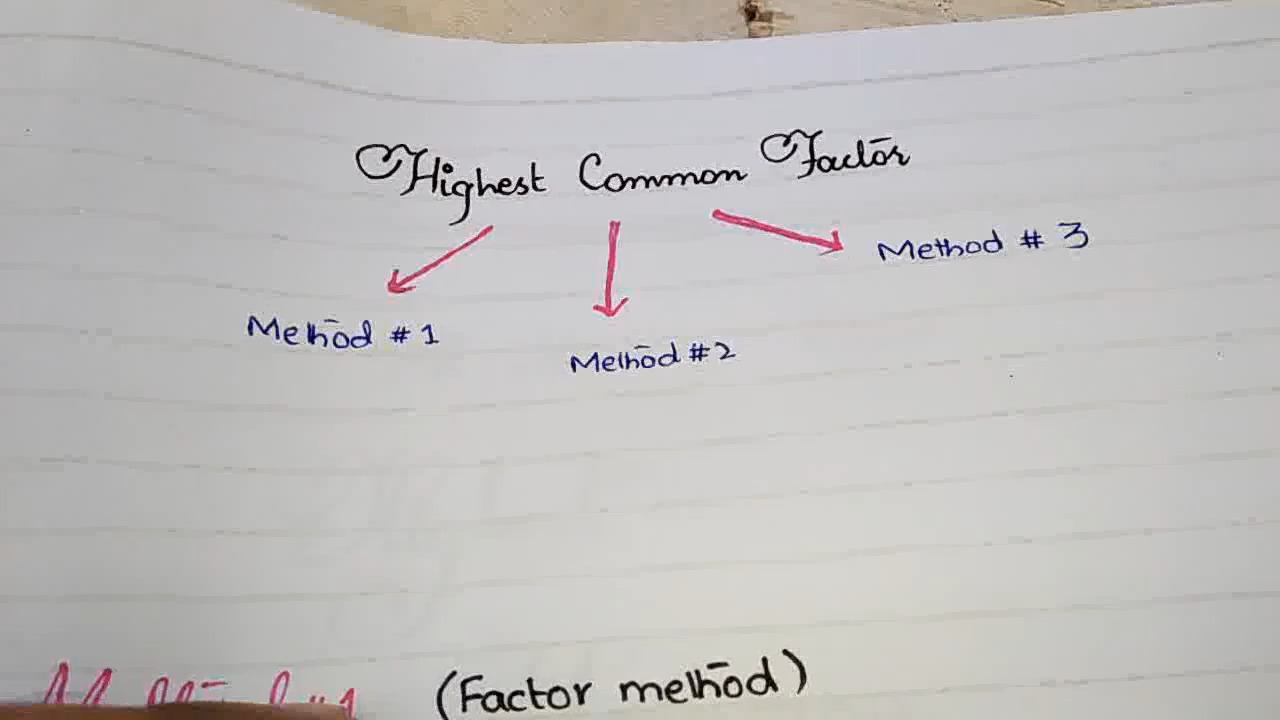 Highest Common Factor
Method # 3
Method # 1
Method #2
(Factor method)